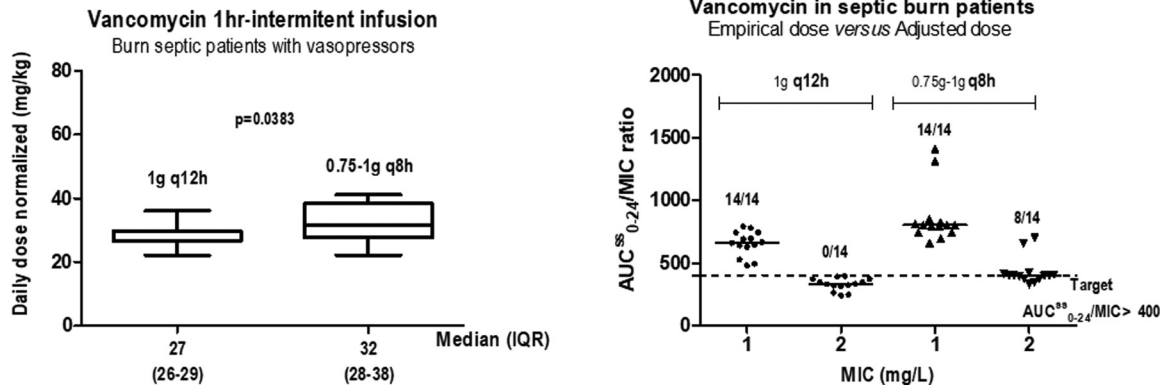 Vancomycin 1hr-intermitent infusion
Burn septic patients with vasopressors
Daily dose normalized (mg/kg)
80
60
40
20
0
p=0.0383
1g q12h
0.75-1g q8h
27
(26-29)
32
(28-38)
Median (IQR)
Vancomycin in septic burn patients
Empirical dose versus Adjusted dose
AUCss0-24/MIC ratio
2000
1500
1000
500
0
1g q12h
0.75g-1g q8h
14/14
0/14
14/14
8/14
Target
AUCss0-24/MIC> 400
1
2
1
2
MIC (mg/L)